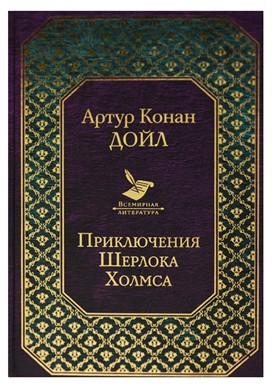 Артур Конан
ДОЙЛ
Всемирная
литература
Приключения
Шерлока
Холмса